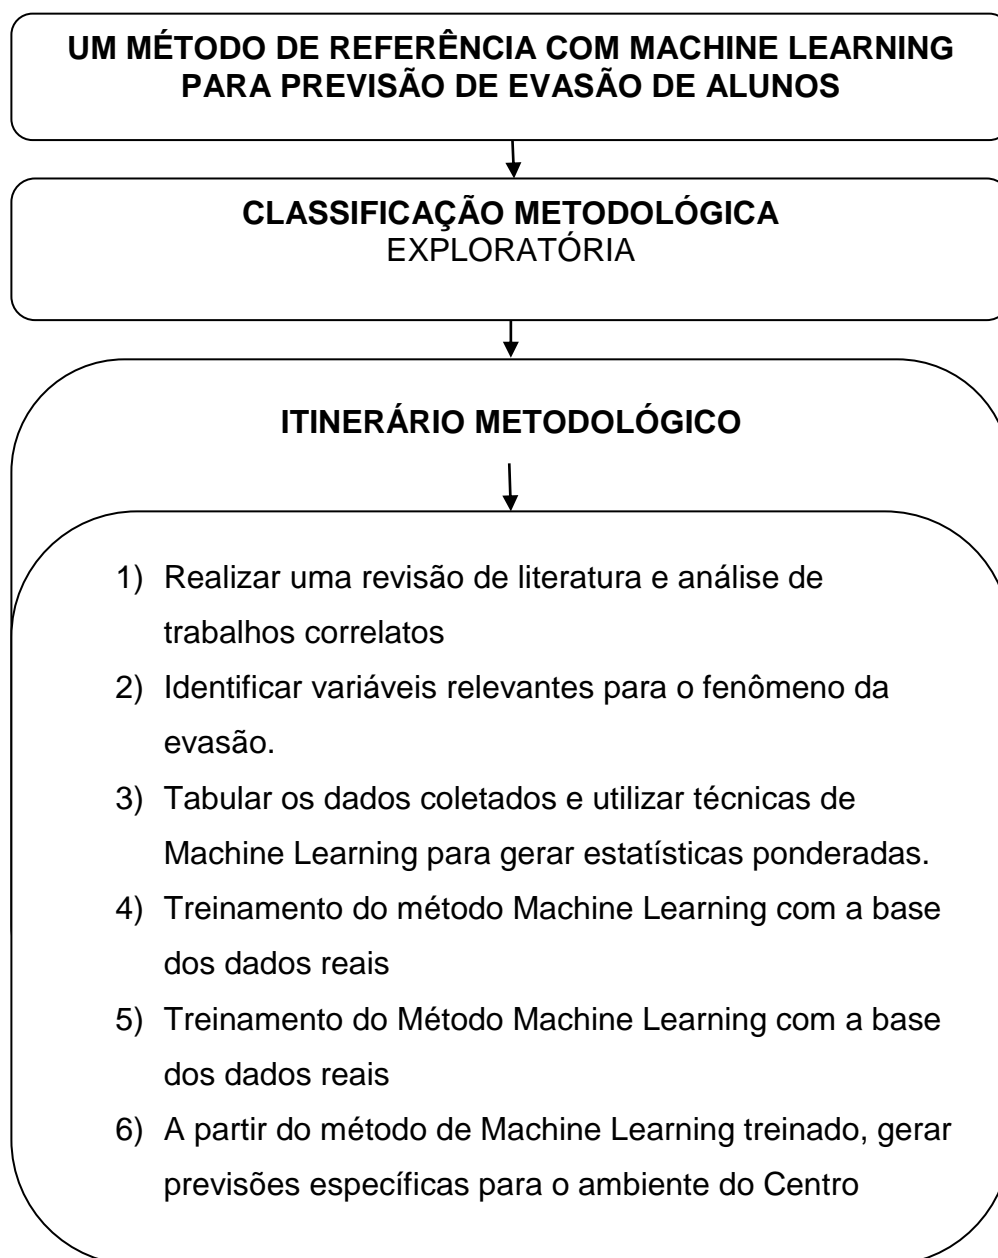 UM MÉTODO DE REFERÊNCIA COM MACHINE LEARNING
PARA PREVISÃO DE EVASÃO DE ALUNOS
CLASSIFICAÇÃO METODOLÓGICA
EXPLORATÓRIA
ITINERÁRIO METODOLÓGICO
1) Realizar uma revisão de literatura e análise de
trabalhos correlatos
2) Identificar variáveis relevantes para o fenômeno da
evasão.
3) Tabular os dados coletados e utilizar técnicas de
Machine Learning para gerar estatísticas ponderadas.
4) Treinamento do método Machine Learning com a base
dos dados reais
5) Treinamento do Método Machine Learning com a base
dos dados reais
6) A partir do método de Machine Learning treinado, gerar
previsões específicas para o ambiente do Centro